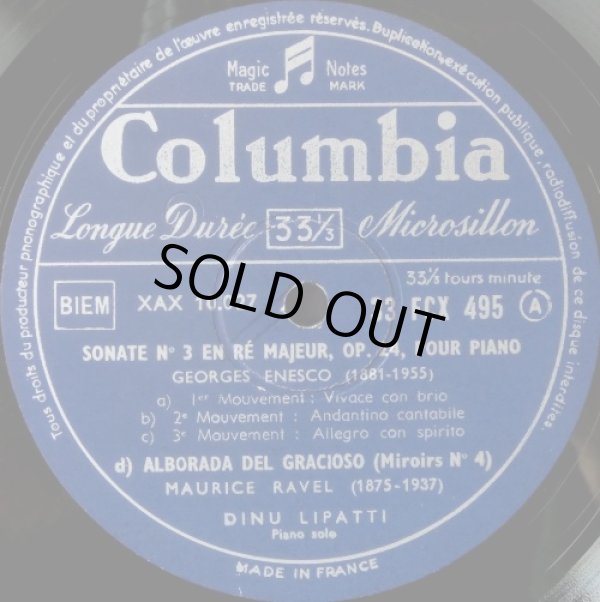 Tous droits du producteur phonographique et du propriétaire de l'œuvre enregistrée réservés. Duplication, exécution publique, radiodiffusion de ce disque interdites.
Magic Notes
TRADE MARK
Columbia
Longue Durée 33⅓ Microsillon
33⅓ tours minute
BIEM XAX FCX 495 A
SOLD OUT
SONATE N° 3 EN RÉ MAJEUR, OP. 24, POUR PIANO
GEORGES ENESCO (1881-1955)
a) 1er Mouvement : Vivace con brio
b) 2e Mouvement : Andantino cantabile
c) 3e Mouvement : Allegro con spirito
d) ALBORADA DEL GRACIOSO (Miroirs N° 4)
MAURICE RAVEL (1875-1937)
DINU LIPATTI
Piano solo
MADE IN FRANCE